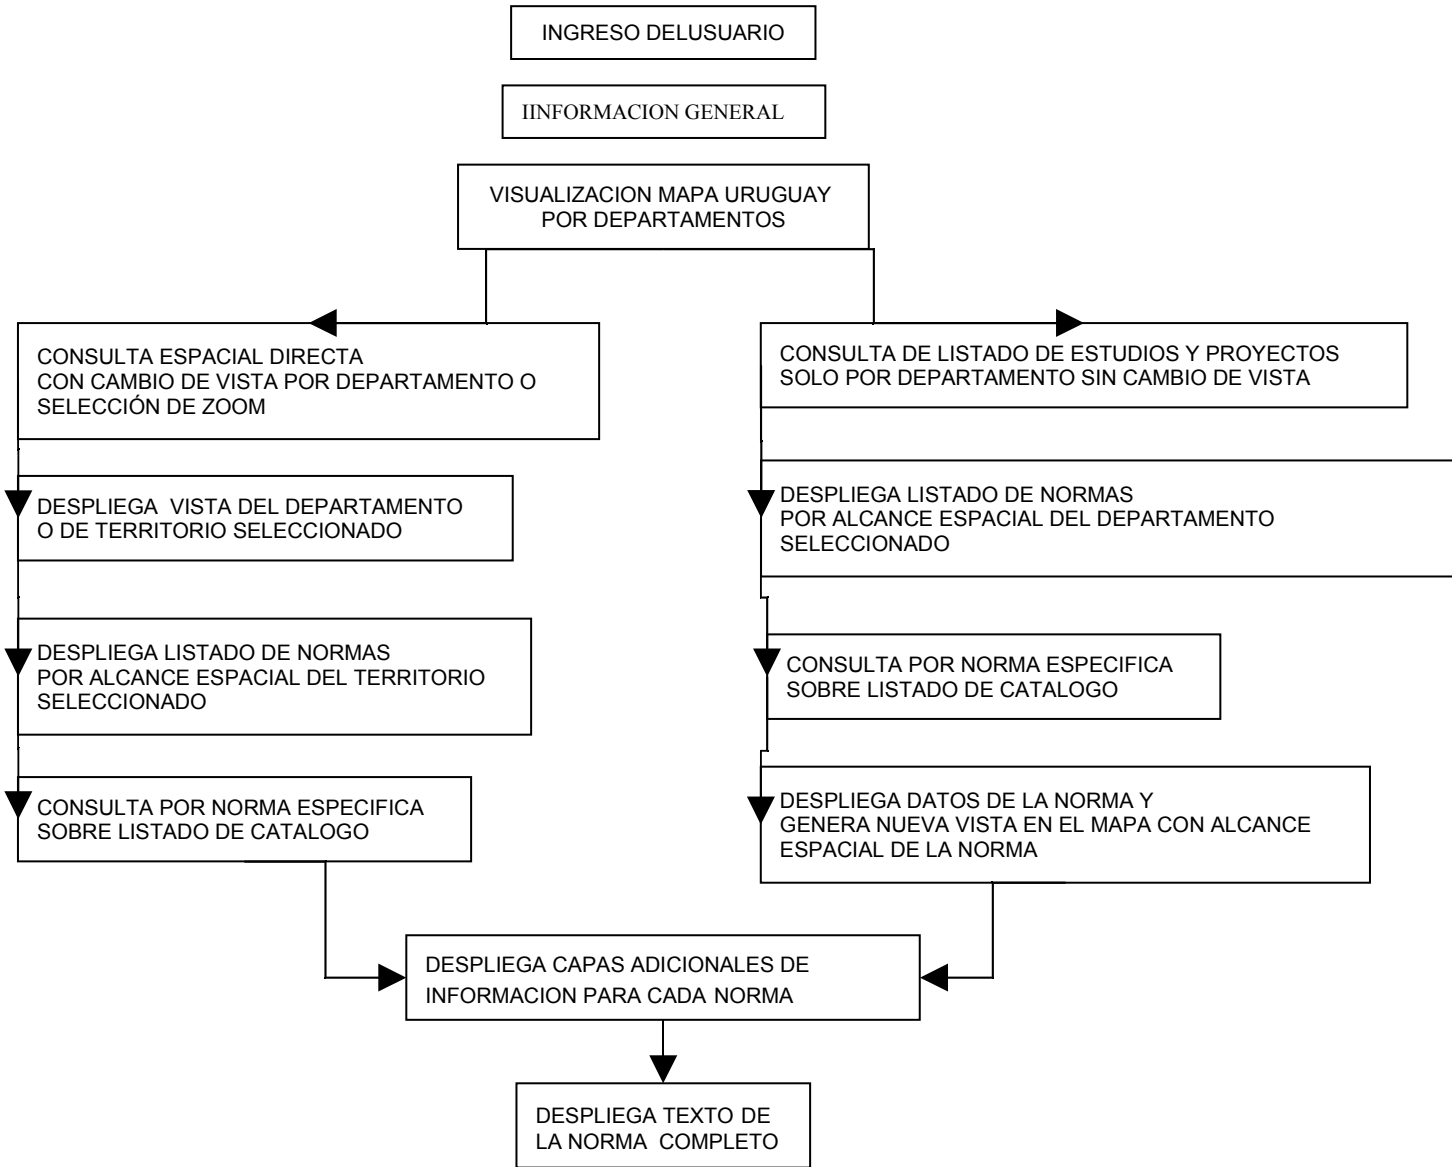 INGRESO DELUSUARIO
IINFORMACION GENERAL
VISUALIZACION MAPA URUGUAY
POR DEPARTAMENTOS
CONSULTA ESPACIAL DIRECTA
CON CAMBIO DE VISTA POR DEPARTAMENTO O
SELECCIÓN DE ZOOM
DESPLIEGA VISTA DEL DEPARTAMENTO
O DE TERRITORIO SELECCIONADO
DESPLIEGA LISTADO DE NORMAS
POR ALCANCE ESPACIAL DEL TERRITORIO
SELECCIONADO
CONSULTA POR NORMA ESPECIFICA
SOBRE LISTADO DE CATALOGO
CONSULTA DE LISTADO DE ESTUDIOS Y PROYECTOS
SOLO POR DEPARTAMENTO SIN CAMBIO DE VISTA
DESPLIEGA LISTADO DE NORMAS
POR ALCANCE ESPACIAL DEL DEPARTAMENTO
SELECCIONADO
CONSULTA POR NORMA ESPECIFICA
SOBRE LISTADO DE CATALOGO
DESPLIEGA DATOS DE LA NORMA Y
GENERA NUEVA VISTA EN EL MAPA CON ALCANCE
ESPACIAL DE LA NORMA
DESPLIEGA CAPAS ADICIONALES DE
INFORMACION PARA CADA NORMA
DESPLIEGA TEXTO DE
LA NORMA COMPLETO